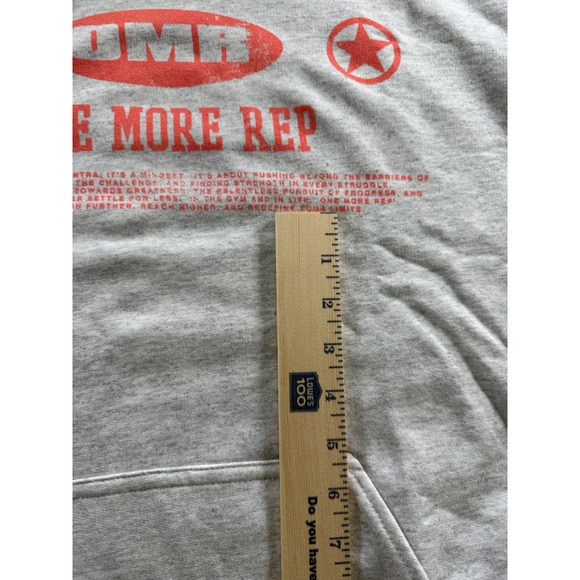 OMR
E MORE REP
NTRA; IT'S A MINDSET. IT'S ABOUT PUSHING BEYOND THE BARRIERS OF
THE CHALLENGE, AND FINDING STRENGTH IN EVERY STRUGGLE.
TOWARDS GREATNESS, THE RELENTLESS PURSUIT OF PROGRESS, AND
ER SETTLE FOR LESS. IN THE GYM AND IN LIFE, ONE MORE REP
H FURTHER, REACH HIGHER, AND REDEFINE YOUR LIMITS.
1
2
3
4
LOWE'S
100
5
Do you have
7